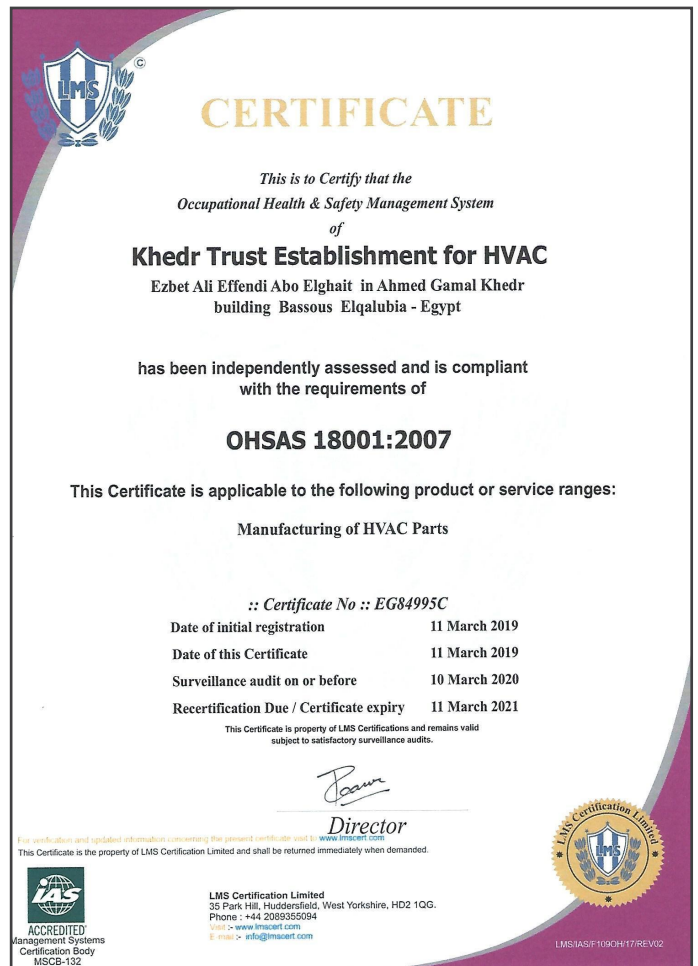 LMS
©
CERTIFICATE
This is to Certify that the
Occupational Health & Safety Management System
of
Khedr Trust Establishment for HVAC
Ezbet Ali Effendi Abo Elghait in Ahmed Gamal Khedr
building Bassous Elqalubia - Egypt
has been independently assessed and is compliant
with the requirements of
OHSAS 18001:2007
This Certificate is applicable to the following product or service ranges:
Manufacturing of HVAC Parts
:: Certificate No :: EG84995C
Date of initial registration 11 March 2019
Date of this Certificate 11 March 2019
Surveillance audit on or before 10 March 2020
Recertification Due / Certificate expiry 11 March 2021
This Certificate is property of LMS Certifications and remains valid
subject to satisfactory surveillance audits.
Director
For verification and updated information concerning the present certificate visit to www.lmscert.com
This Certificate is the property of LMS Certification Limited and shall be returned immediately when demanded.
ias
ACCREDITED
Management Systems
Certification Body
MSCB-132
LMS Certification Limited
35 Park Hill, Huddersfield, West Yorkshire, HD2 1QG.
Phone : +44 2089355094
Visit :- www.lmscert.com
E-mail :- info@lmscert.com
LMS Certification Limited
LMS
LMS/IAS/F109OH/17/REV02